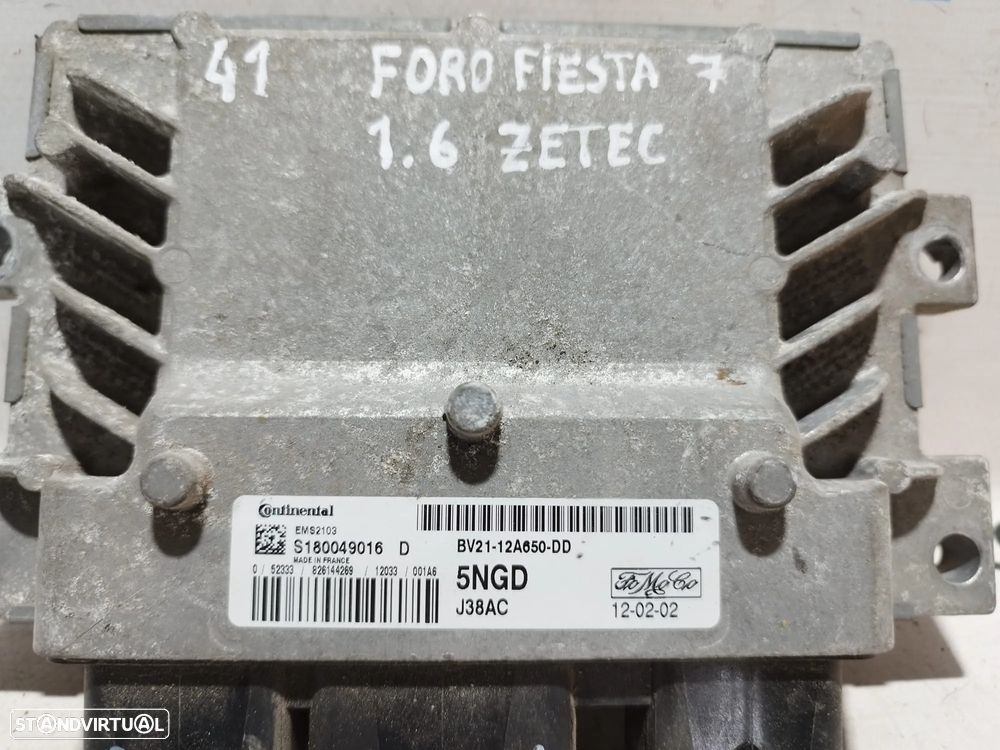 41 FORD FIESTA 7
1.6 ZETEC
Continental
EMS2103
S180049016 D
MADE IN FRANCE
0 / 52333 / 826144269 / 12033 / 001A6
BV21-12A650-DD
5NGD
J38AC
FoMoCo
12-02-02
STANDVIRTUAL